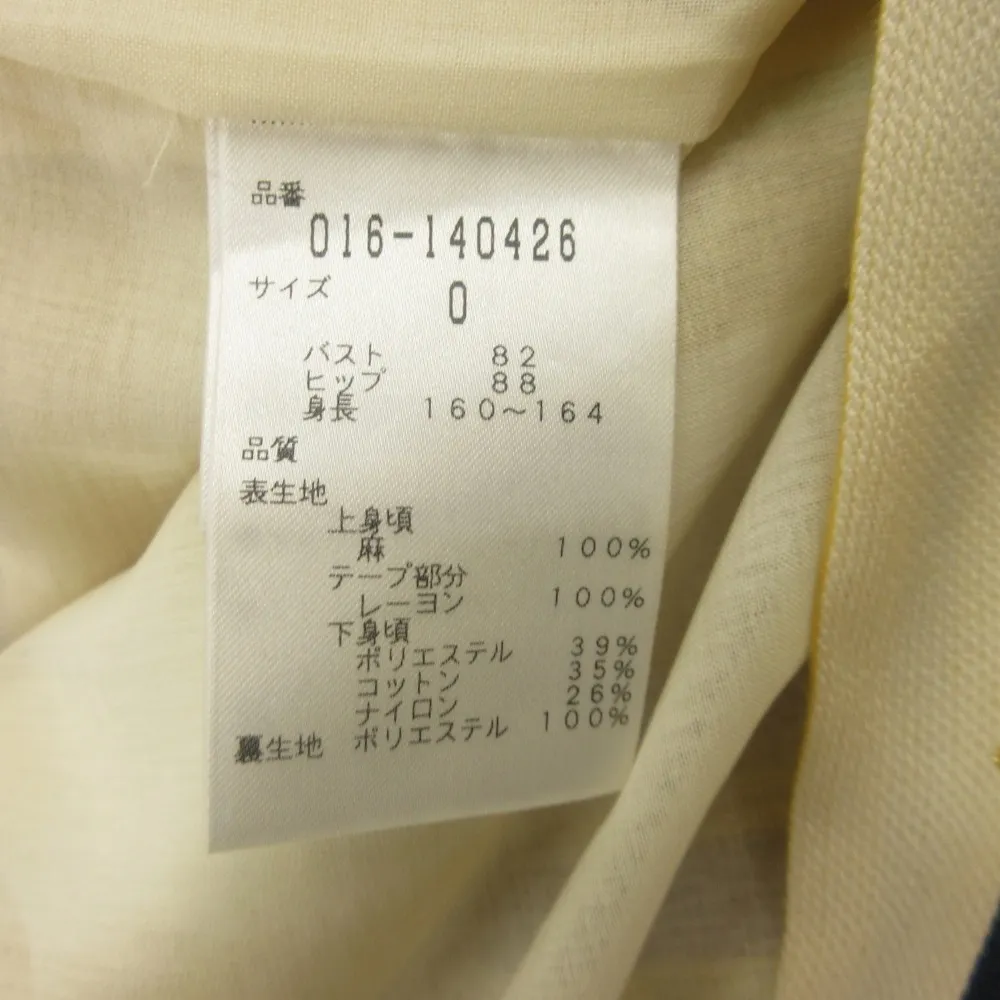 品番
016-140426
サイズ 0
バスト 82
ヒップ 88
身長 160〜164
品質
表生地
上身頃
麻 100%
テープ部分
レーヨン 100%
下身頃
ポリエステル 39%
コットン 35%
ナイロン 26%
裏生地 ポリエステル 100%